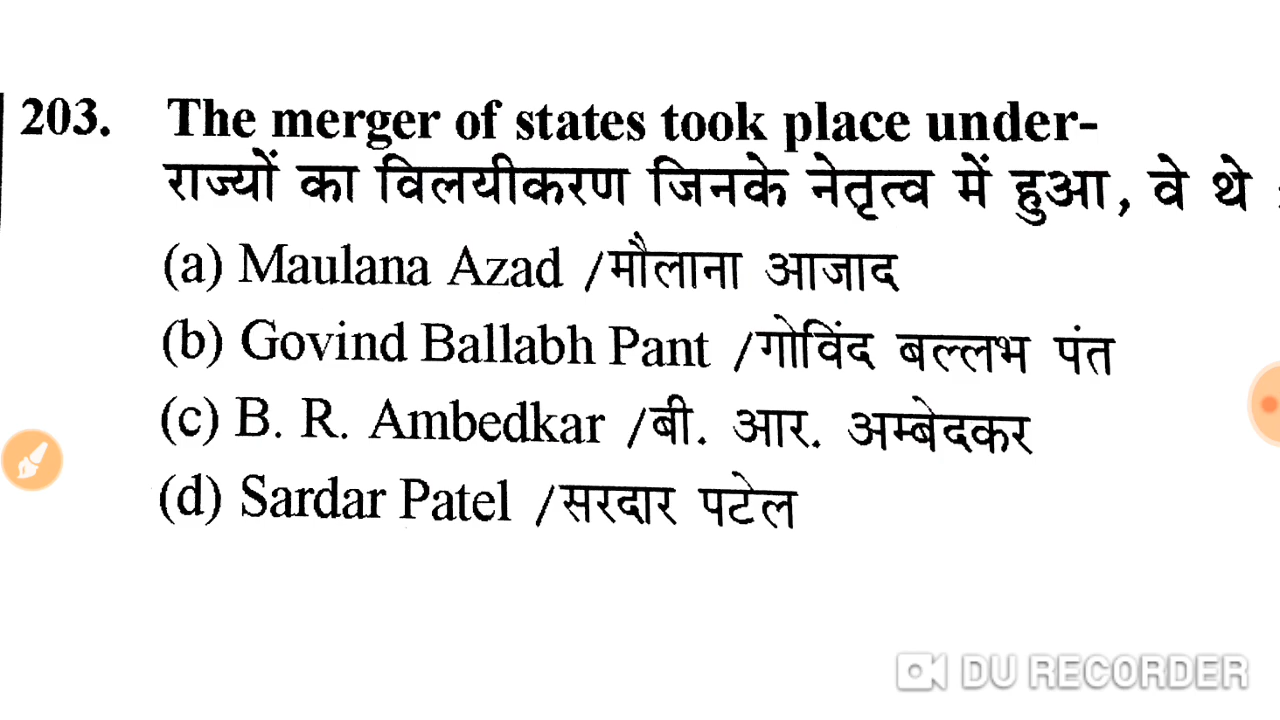 203. The merger of states took place under-
राज्यों का विलयीकरण जिनके नेतृत्व में हुआ, वे थे
(a) Maulana Azad /मौलाना आजाद
(b) Govind Ballabh Pant /गोविंद बल्लभ पंत
(c) B. R. Ambedkar /बी. आर. अम्बेदकर
(d) Sardar Patel /सरदार पटेल
DU RECORDER